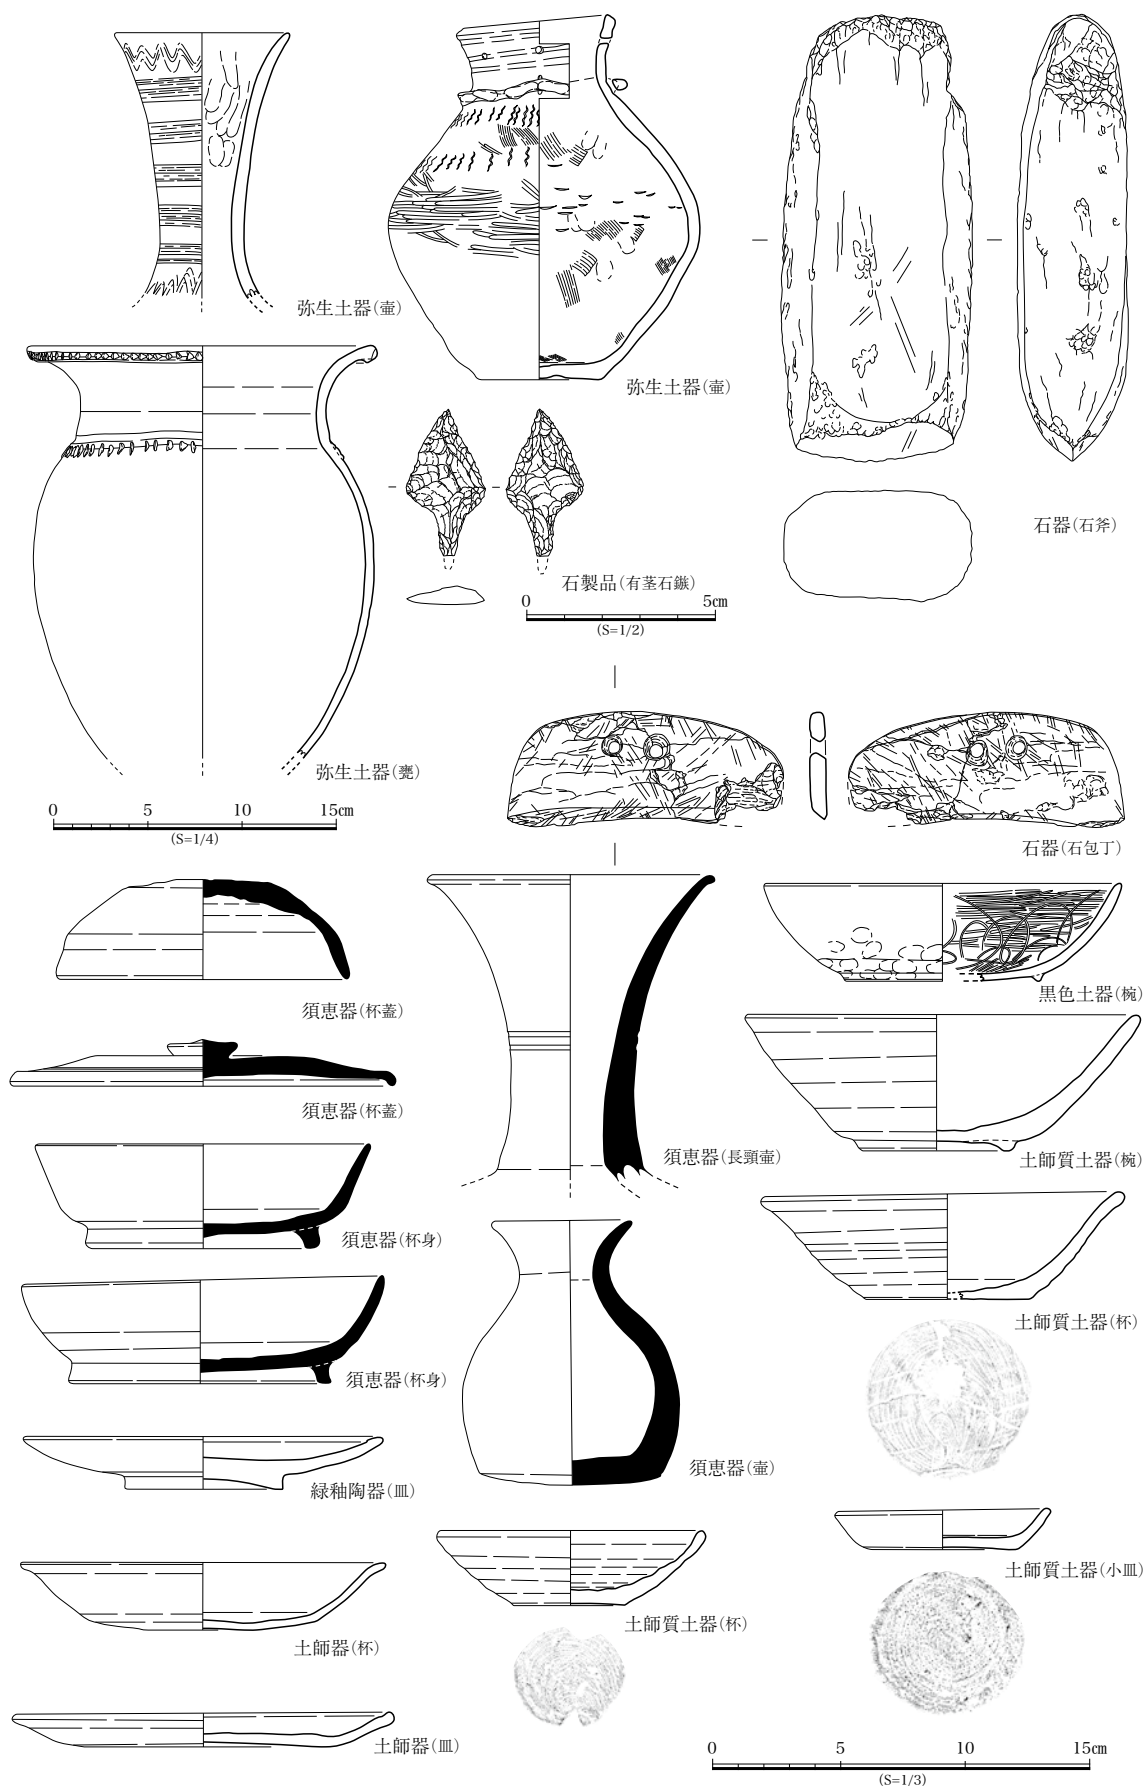 弥生土器（壷）
弥生土器（壷）
石器（石斧）
石製品（有茎石鏃）
0 5㎝
(S=1/2)
弥生土器（甕）
0 5 10 15㎝
(S=1/4)
石器（石包丁）
須恵器（杯蓋）
黒色土器（椀）
須恵器（杯蓋）
須恵器（長頸壷）
土師質土器（椀）
須恵器（杯身）
土師質土器（杯）
須恵器（杯身）
須恵器（壷）
緑釉陶器（皿）
土師質土器（小皿）
土師器（杯）
土師質土器（杯）
土師器（皿）
0 5 10 15㎝
(S=1/3)